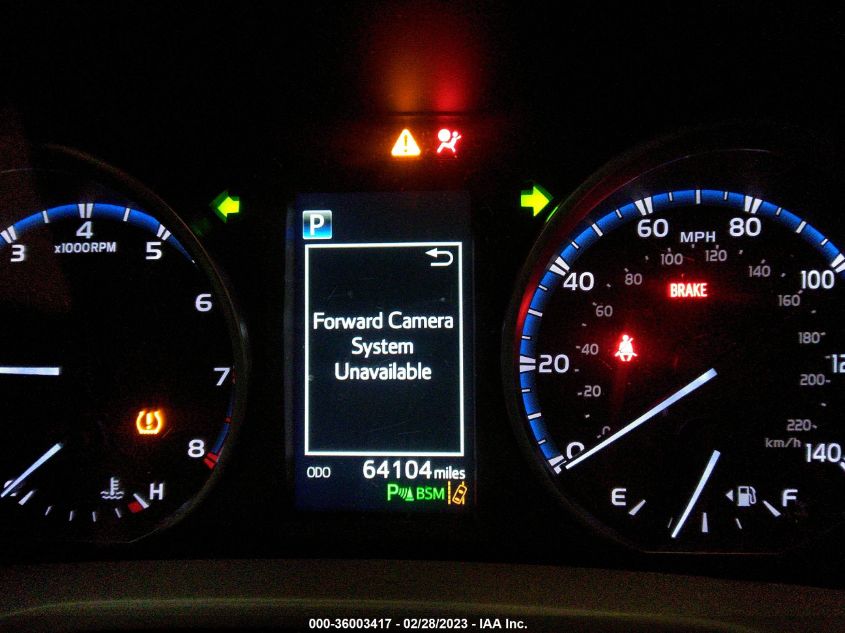 3 4 5 6 7 8
x1000RPM
H
P
Forward Camera
System
Unavailable
ODO 64104 miles
P BSM
0 20 40 60 80 100
MPH
140
0 20 40 60 80 100 120 140 160 180 200 220
km/h
BRAKE
E F
000-36003417 - 02/28/2023 - IAA Inc.